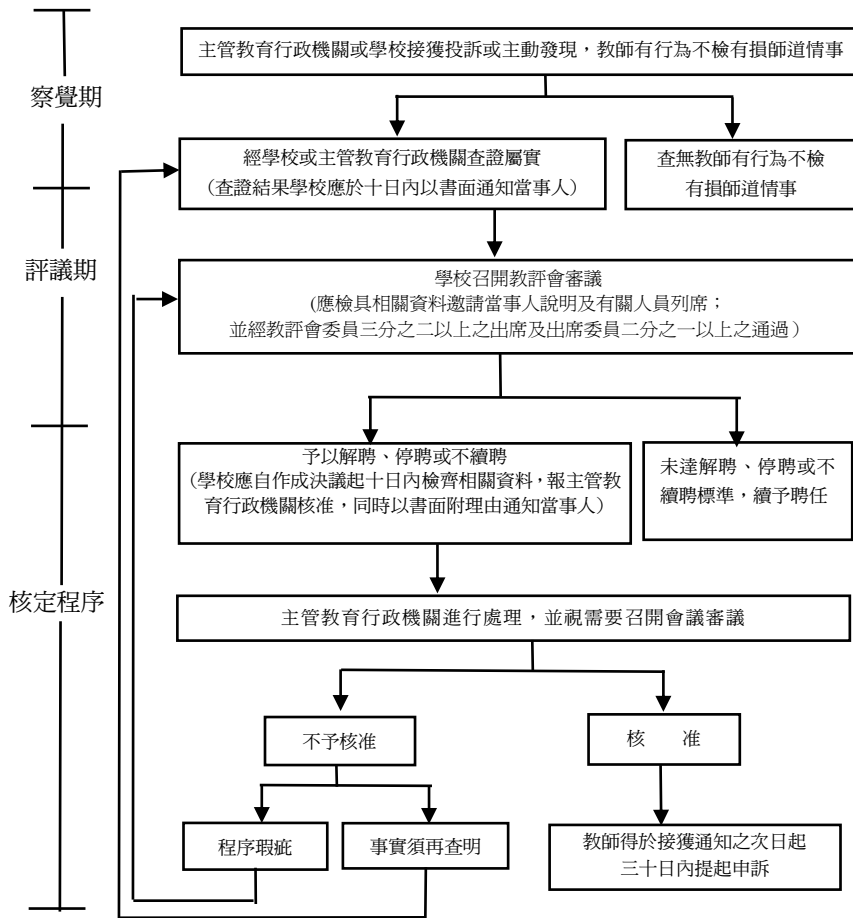 主管教育行政機關或學校接獲投訴或主動發現，教師有行為不檢有損師道情事
察覺期
經學校或主管教育行政機關查證屬實
（查證結果學校應於十日內以書面通知當事人）
查無教師有行為不檢
有損師道情事
評議期
學校召開教評會審議
(應檢具相關資料邀請當事人說明及有關人員列席；
並經教評會委員三分之二以上之出席及出席委員二分之一以上之通過）
予以解聘、停聘或不續聘
（學校應自作成決議起十日內檢齊相關資料，報主管教
育行政機關核准，同時以書面附理由通知當事人）
未達解聘、停聘或不
續聘標準，續予聘任
核定程序
主管教育行政機關進行處理，並視需要召開會議審議
不予核准
核　　准
程序瑕疵
事實須再查明
教師得於接獲通知之次日起
三十日內提起申訴